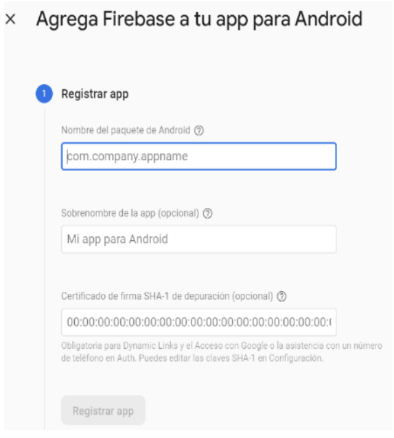 × Agrega Firebase a tu app para Android
1 Registrar app
Nombre del paquete de Android ?
com.company.appname
Sobrenombre de la app (opcional) ?
Mi app para Android
Certificado de firma SHA-1 de depuración (opcional) ?
00:00:00:00:00:00:00:00:00:00:00:00:00:00:00:00:00:
Obligatoria para Dynamic Links y el Acceso con Google o la asistencia con un número
de teléfono en Auth. Puedes editar las claves SHA-1 en Configuración.
Registrar app